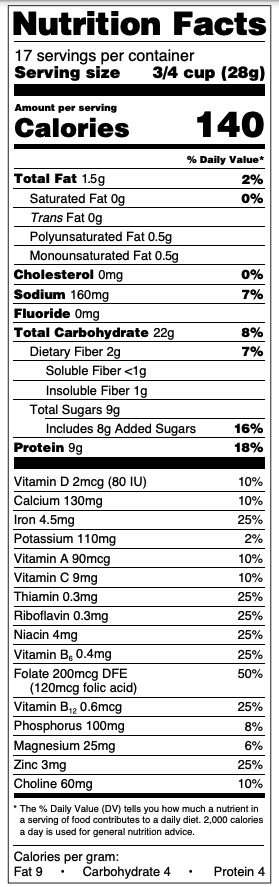 Nutrition Facts
17 servings per container
Serving size 3/4 cup (28g)
Amount per serving
Calories 140
% Daily Value*
Total Fat 1.5g 2%
Saturated Fat 0g 0%
Trans Fat 0g
Polyunsaturated Fat 0.5g
Monounsaturated Fat 0.5g
Cholesterol 0mg 0%
Sodium 160mg 7%
Fluoride 0mg
Total Carbohydrate 22g 8%
Dietary Fiber 2g 7%
Soluble Fiber <1g
Insoluble Fiber 1g
Total Sugars 9g
Includes 8g Added Sugars 16%
Protein 9g 18%
Vitamin D 2mcg (80 IU) 10%
Calcium 130mg 10%
Iron 4.5mg 25%
Potassium 110mg 2%
Vitamin A 90mcg 10%
Vitamin C 9mg 10%
Thiamin 0.3mg 25%
Riboflavin 0.3mg 25%
Niacin 4mg 25%
Vitamin B₆ 0.4mg 25%
Folate 200mcg DFE 50%
(120mcg folic acid)
Vitamin B₁₂ 0.6mcg 25%
Phosphorus 100mg 8%
Magnesium 25mg 6%
Zinc 3mg 25%
Choline 60mg 10%
* The % Daily Value (DV) tells you how much a nutrient in
a serving of food contributes to a daily diet. 2,000 calories
a day is used for general nutrition advice.
Calories per gram:
Fat 9 • Carbohydrate 4 • Protein 4